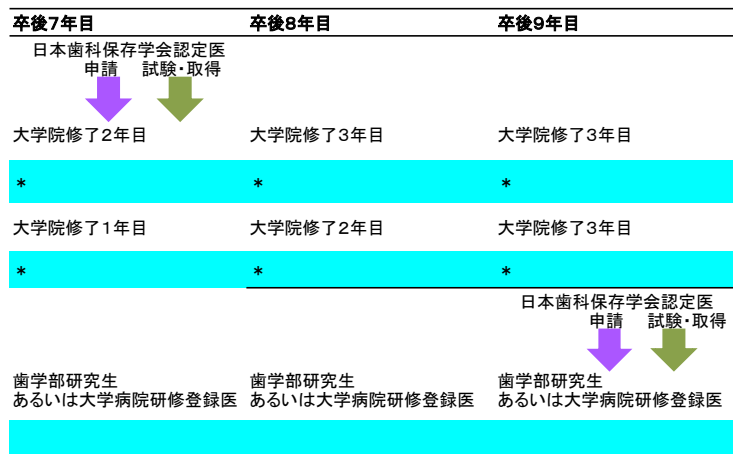 卒後7年目 卒後8年目 卒後9年目
日本歯科保存学会認定医
申請 試験・取得
大学院修了2年目 大学院修了3年目 大学院修了3年目
* * *
大学院修了1年目 大学院修了2年目 大学院修了3年目
* * *
日本歯科保存学会認定医
申請 試験・取得
歯学部研究生 歯学部研究生 歯学部研究生
あるいは大学病院研修登録医 あるいは大学病院研修登録医 あるいは大学病院研修登録医